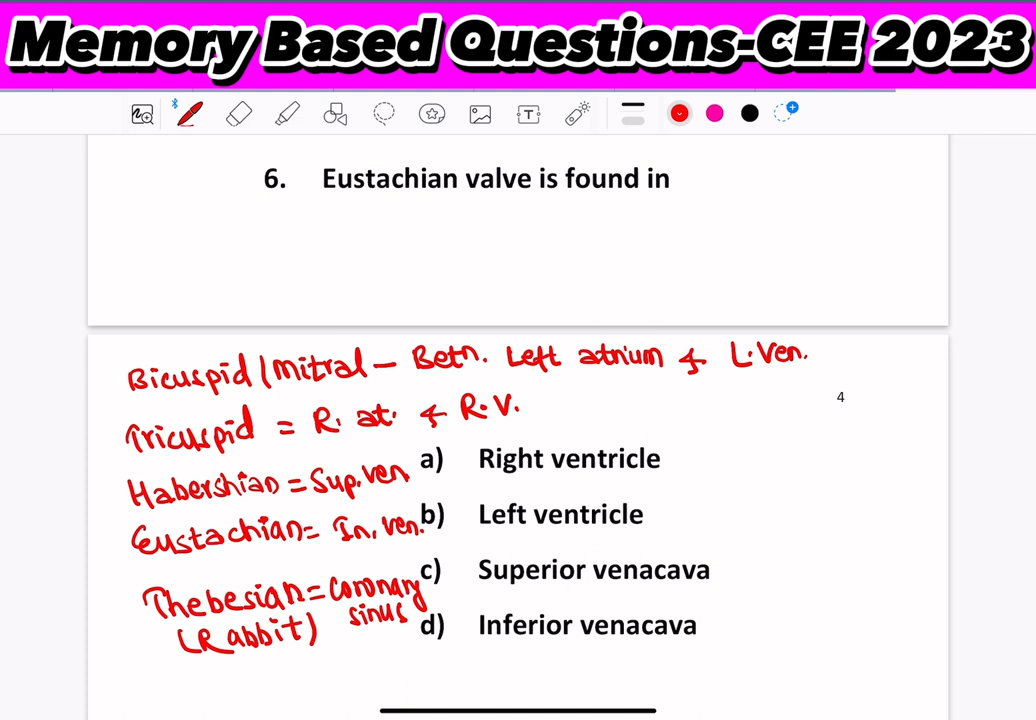 Memory Based Questions-CEE 2023
T
6. Eustachian valve is found in
Bicuspid/Mitral - Betn. Left atrium & L.Ven.
4
Tricuspid = R. at. & R.V.
a) Right ventricle
Habershian = Sup. ven
b) Left ventricle
Eustachian = In. ven.
c) Superior venacava
Thebesian = coronary sinus
(Rabbit)
d) Inferior venacava